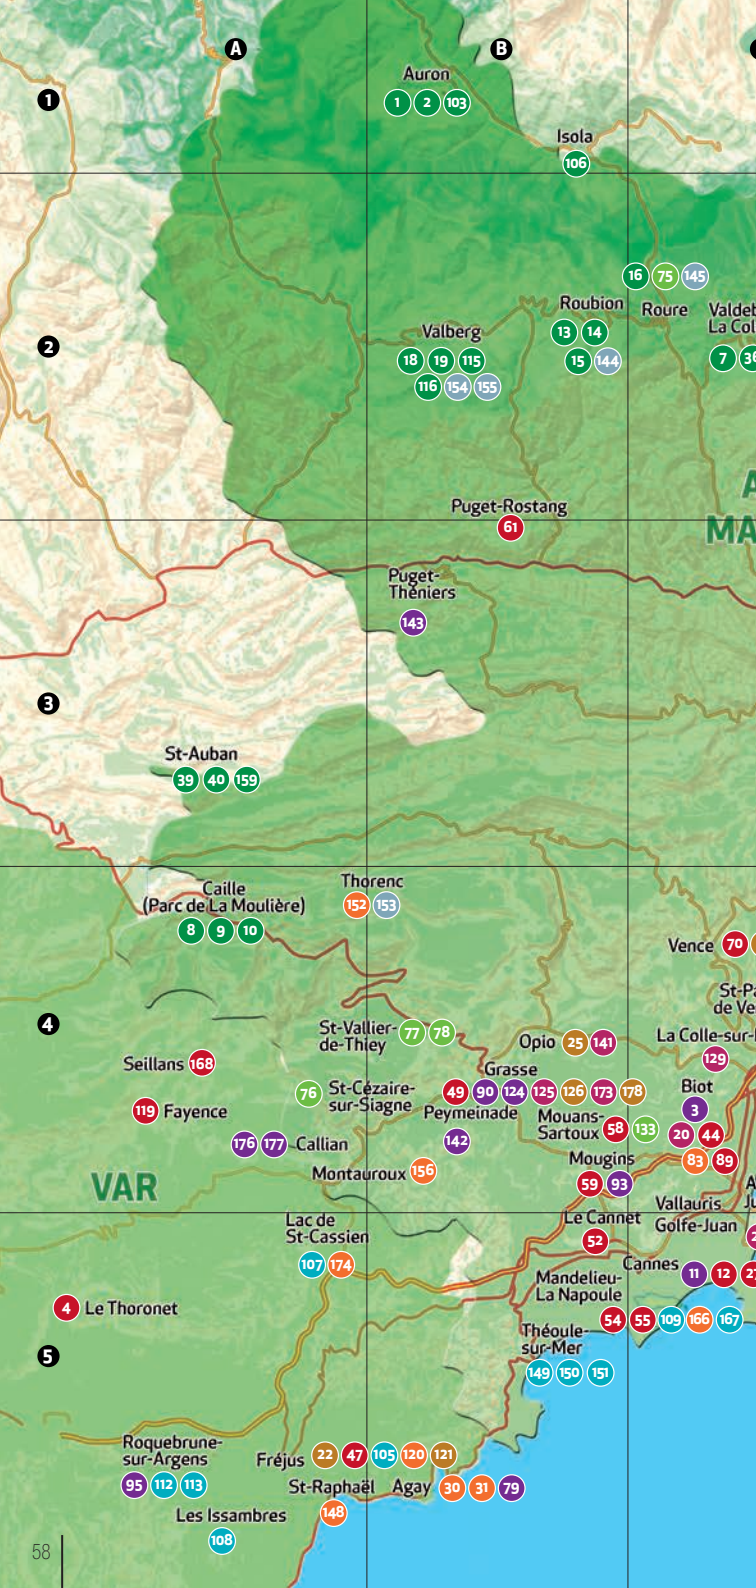 A
B
Auron
1
1 2 103
Isola
106
16 75 145
Roubion
Roure
Valberg
13 14
La Col
2
18 19 115
15 144
7 36
116 154 155
Puget-Rostang
61
MA
Puget-
Théniers
143
3
St-Auban
39 40 159
Caille
(Parc de La Moulière)
8 9 10
Thorenc
152 153
Vence 70
St-Pa
de Ve
4
St-Vallier-
de-Thiey
77 78
Opio 25 141
La Colle-sur-
129
Seillans 168
Grasse
49 90 124 125 126 173 178
76 St-Cézaire-
sur-Siagne
Biot
3
20 44
83 89
119 Fayence
Peymeinade
142
Mouans-
Sartoux 58 133
176 177 Callian
Montauroux 156
Mougins
59 93
VAR
Vallauris
Golfe-Juan
Lac de
St-Cassien
107 174
Le Cannet
52
Cannes 11 12
Mandelieu-
La Napoule
54 55 109 166 167
4 Le Thoronet
5
Théoule-
sur-Mer
149 150 151
Roquebrune-
sur-Argens
95 112 113
Fréjus 22 47 105 120 121
St-Raphaël
148
Agay 30 31 79
Les Issambres
108
58